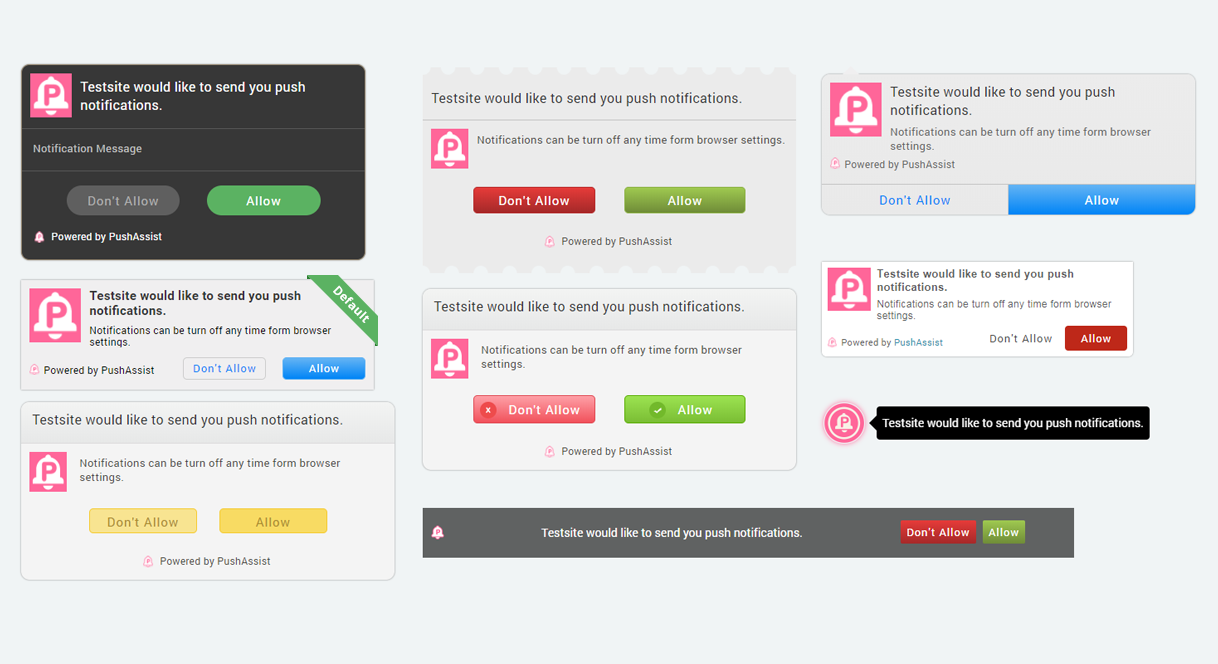 Testsite would like to send you push
notifications.
Notification Message
Don't Allow
Allow
Powered by PushAssist
Default
Testsite would like to send you push
notifications.
Notifications can be turn off any time form browser
settings.
Powered by PushAssist
Don't Allow
Allow
Testsite would like to send you push notifications.
Notifications can be turn off any time form browser
settings.
Don't Allow
Allow
Powered by PushAssist
Testsite would like to send you push notifications.
Notifications can be turn off any time form browser settings.
Don't Allow
Allow
Powered by PushAssist
Testsite would like to send you push notifications.
Notifications can be turn off any time form browser
settings.
x Don't Allow
Allow
Powered by PushAssist
Testsite would like to send you push notifications.
Don't Allow
Allow
Testsite would like to send you push
notifications.
Notifications can be turn off any time form browser
settings.
Powered by PushAssist
Don't Allow
Allow
Testsite would like to send you push
notifications.
Notifications can be turn off any time form browser
settings.
Powered by PushAssist
Don't Allow
Allow
Testsite would like to send you push notifications.